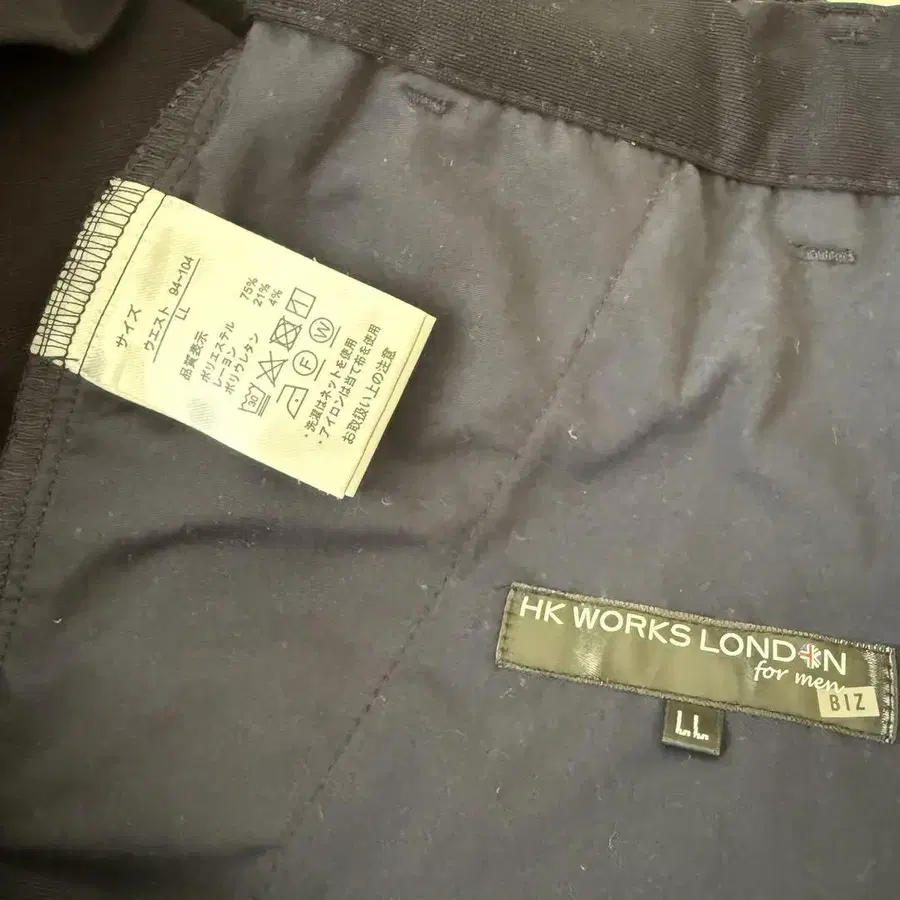 サイズ
ウエスト 94~104
LL
品質表示
ポリエステル 75%
レーヨン 21%
ポリウレタン 4%
30
F W
・洗濯はネットを使用
・アイロンは当て布を使用
お取扱い上の注意
HK WORKS LONDON
for men
BIZ
LL